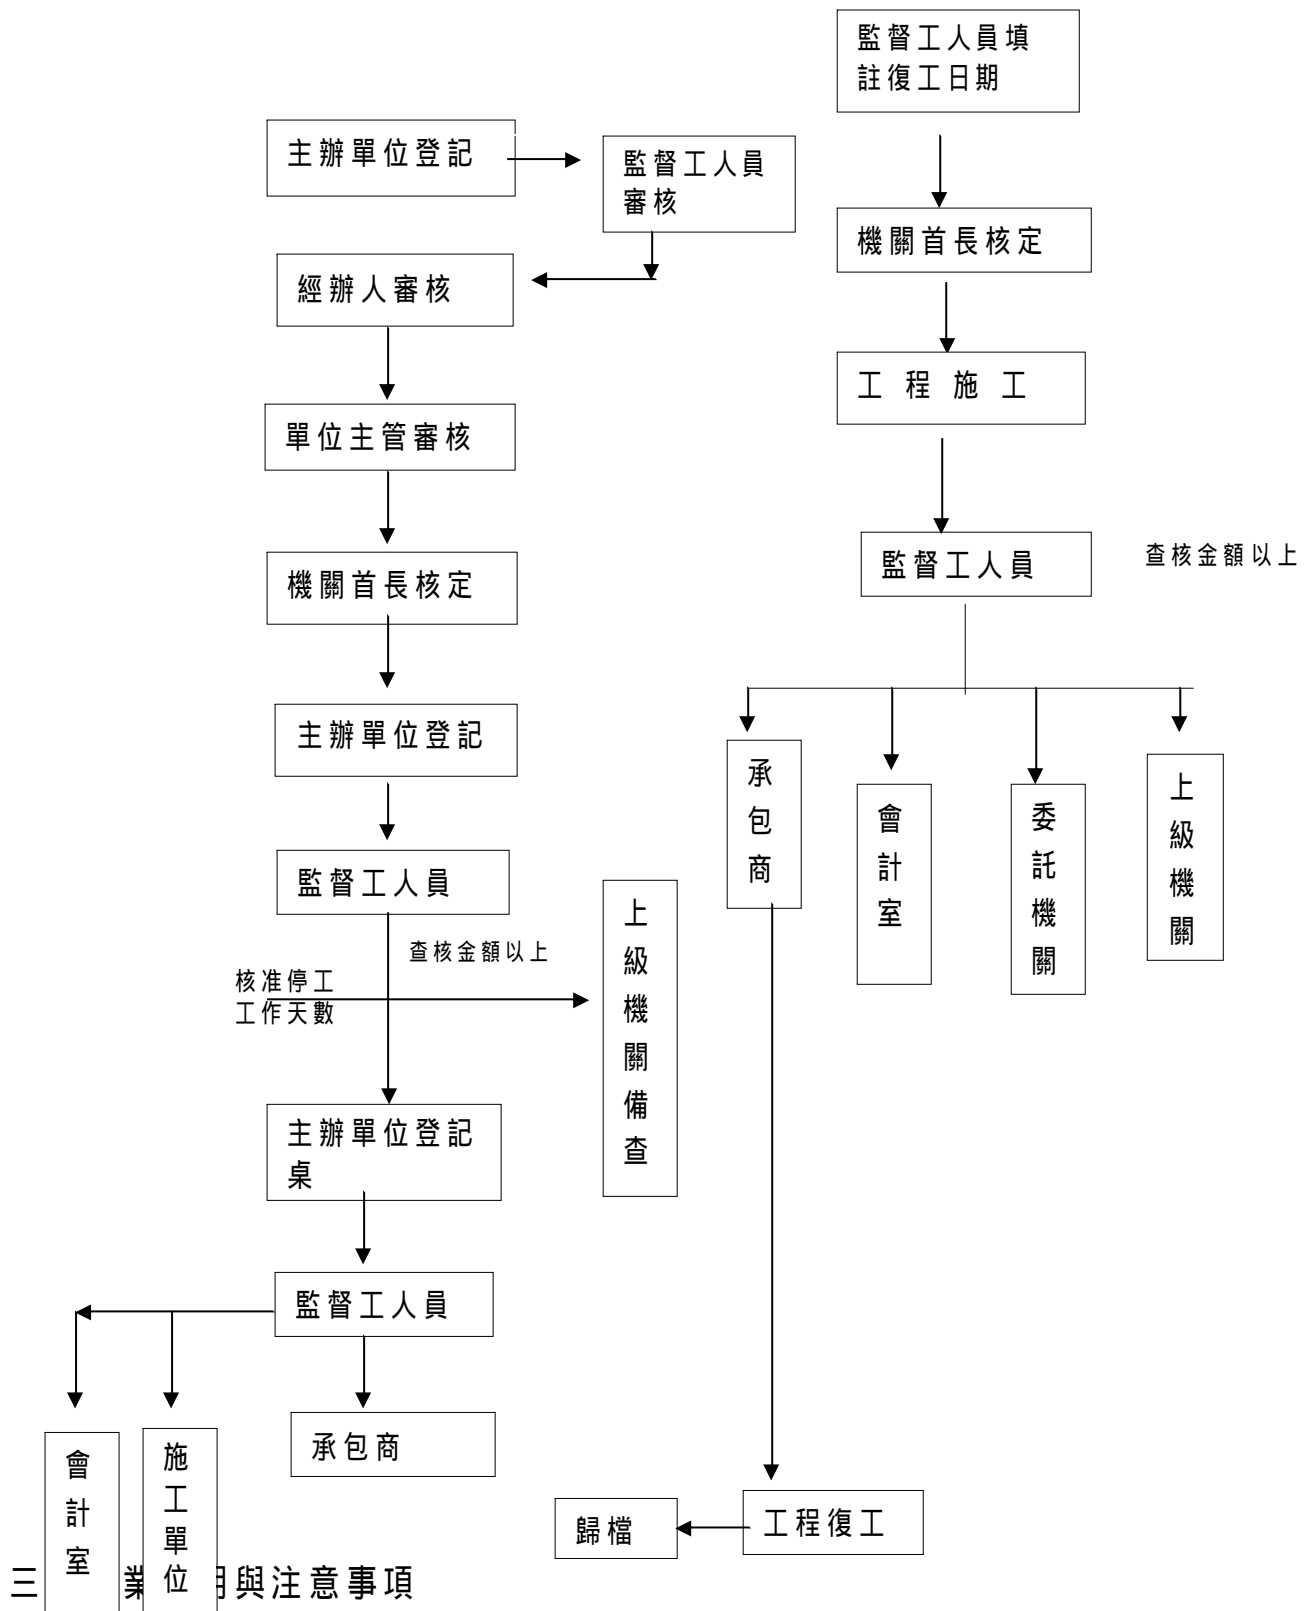 主辦單位登記
監督工人員
審核
經辦人審核
單位主管審核
機關首長核定
主辦單位登記
監督工人員
查核金額以上
核准停工
工作天數
上級機關備查
主辦單位登記
桌
監督工人員
會計室
施工單位
承包商
監督工人員填
註復工日期
機關首長核定
工程施工
監督工人員
查核金額以上
承包商
會計室
委託機關
上級機關
工程復工
歸檔
三 業 與注意事項